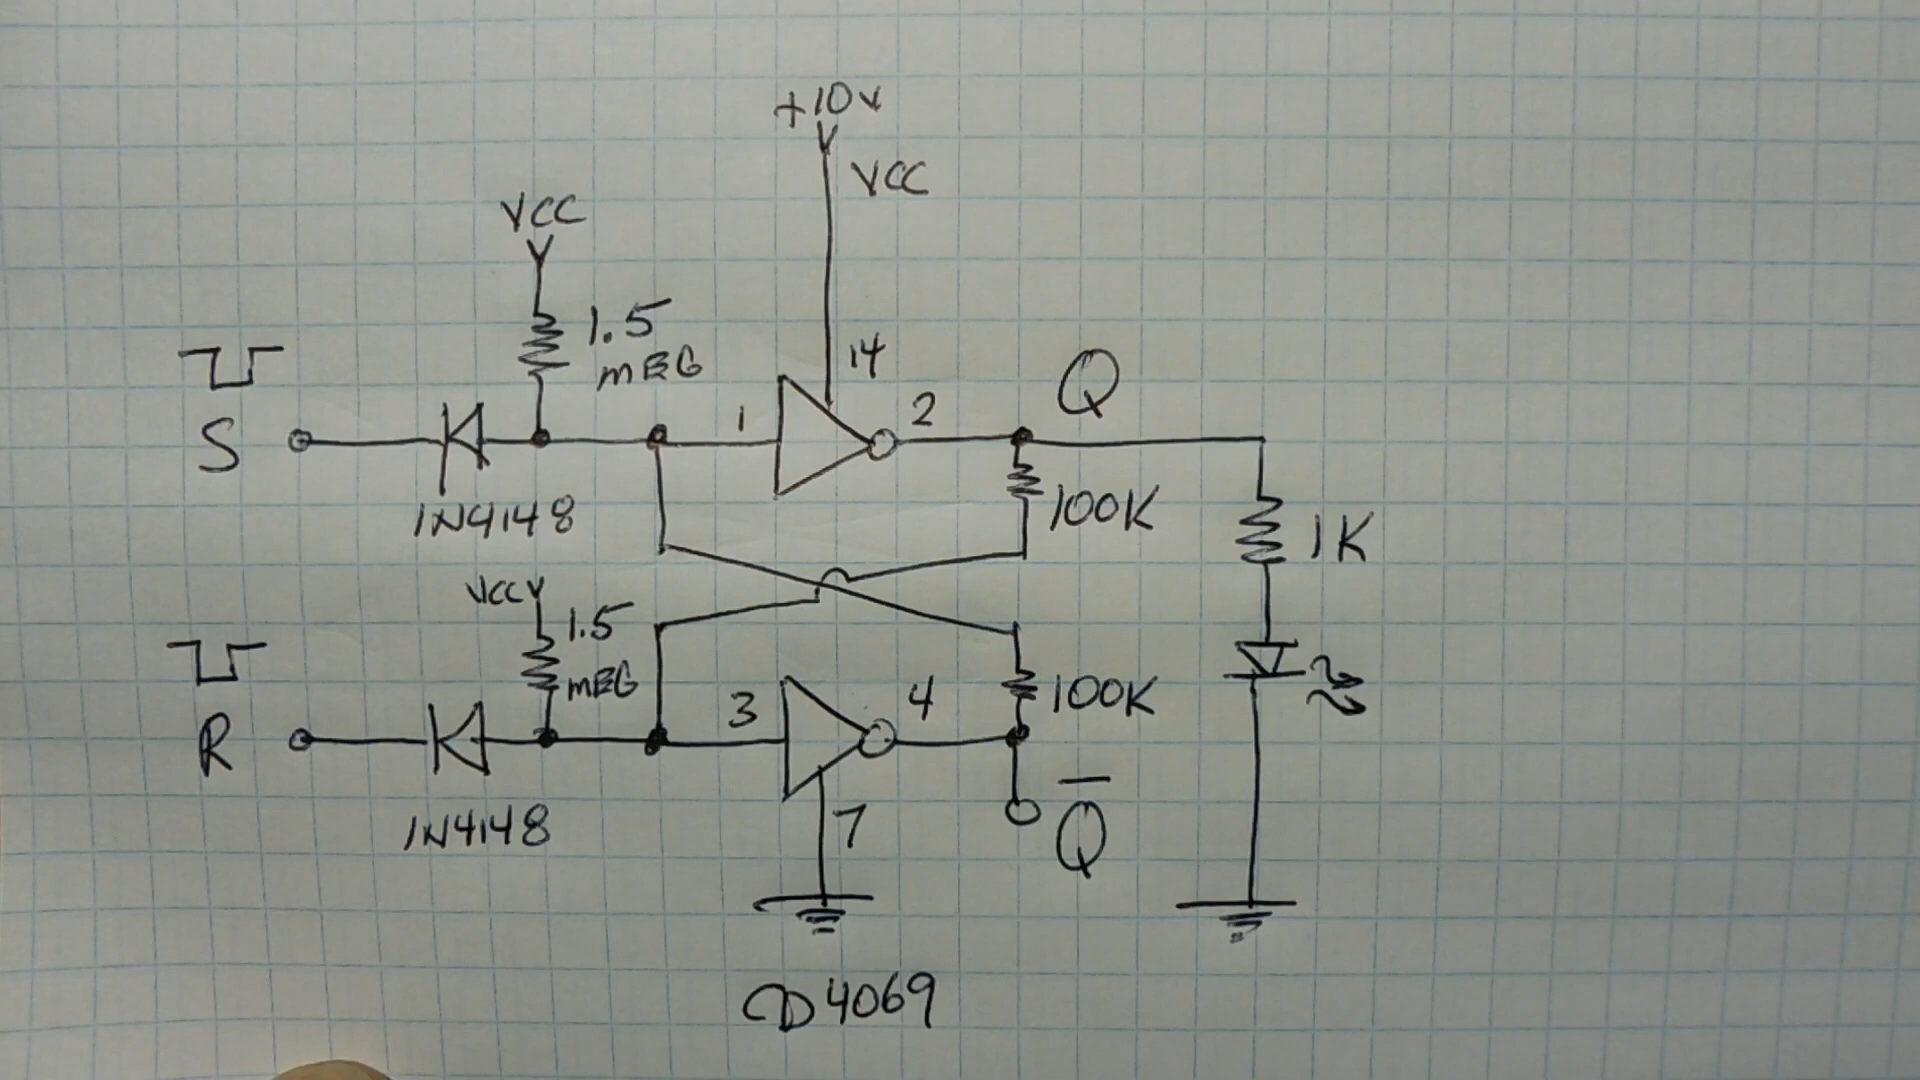 +10V
VCC
VCC
1.5
MEG
14
S
1
2
Q
1N4148
100K
1K
VCC
1.5
MEG
R
3
4
100K
1N4148
7
Q̅
CD4069